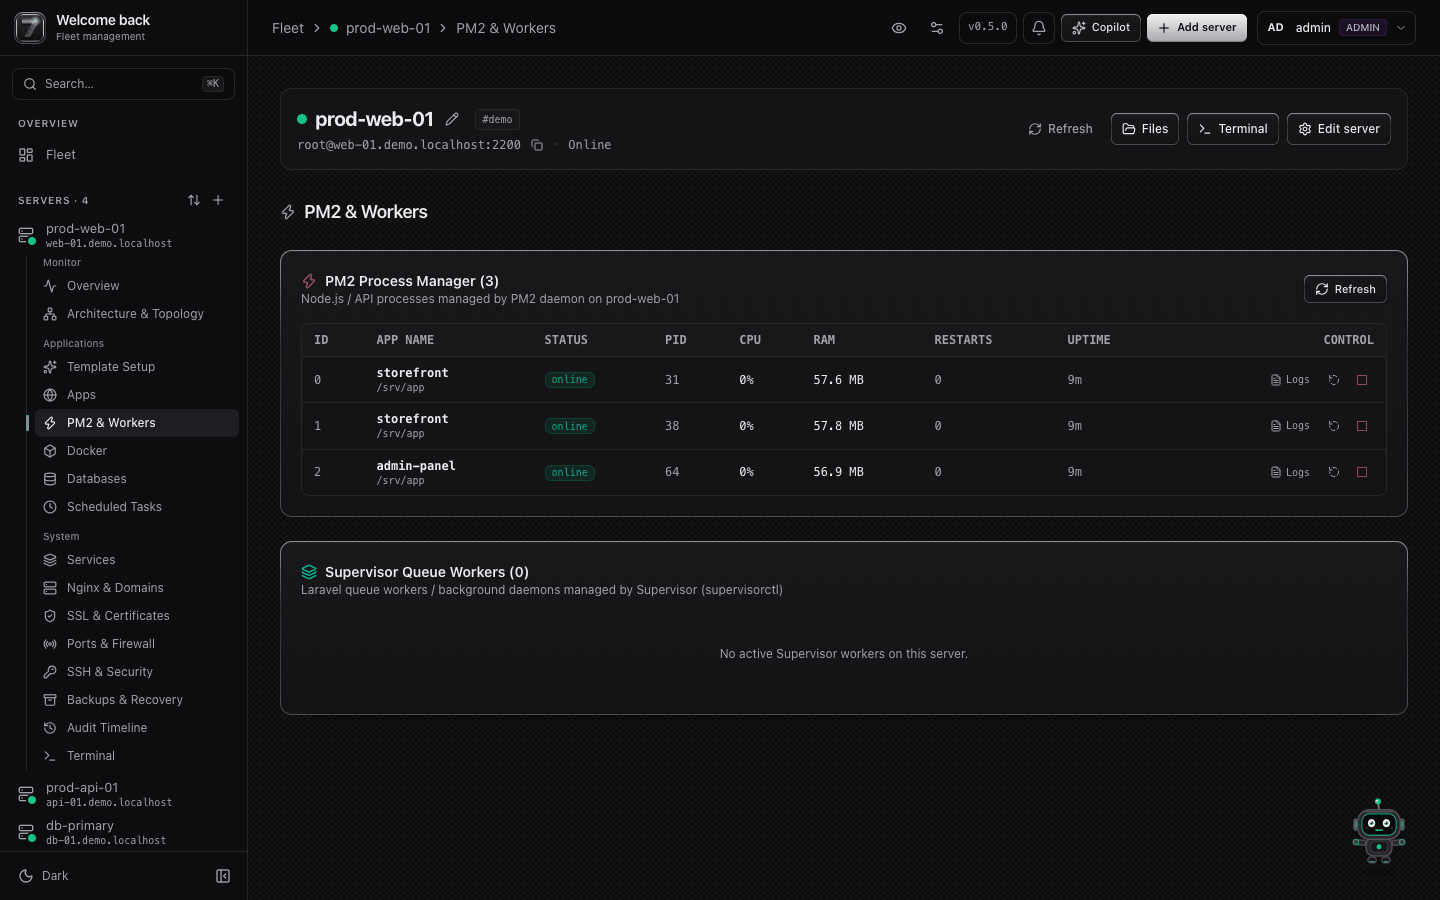 Welcome back
Fleet management
Search...
⌘K
OVERVIEW
Fleet
SERVERS · 4
prod-web-01
web-01.demo.localhost
Monitor
Overview
Architecture & Topology
Applications
Template Setup
Apps
PM2 & Workers
Docker
Databases
Scheduled Tasks
System
Services
Nginx & Domains
SSL & Certificates
Ports & Firewall
SSH & Security
Backups & Recovery
Audit Timeline
Terminal
prod-api-01
api-01.demo.localhost
db-primary
db-01.demo.localhost
Dark
Fleet > prod-web-01 > PM2 & Workers
v0.5.0
Copilot
Add server
AD admin ADMIN
prod-web-01 #demo
root@web-01.demo.localhost:2200 · Online
Refresh
Files
Terminal
Edit server
PM2 & Workers
PM2 Process Manager (3)
Node.js / API processes managed by PM2 daemon on prod-web-01
Refresh
ID APP NAME STATUS PID CPU RAM RESTARTS UPTIME CONTROL
0 storefront online 31 0% 57.6 MB 0 9m Logs
/srv/app
1 storefront online 38 0% 57.8 MB 0 9m Logs
/srv/app
2 admin-panel online 64 0% 56.9 MB 0 9m Logs
/srv/app
Supervisor Queue Workers (0)
Laravel queue workers / background daemons managed by Supervisor (supervisorctl)
No active Supervisor workers on this server.